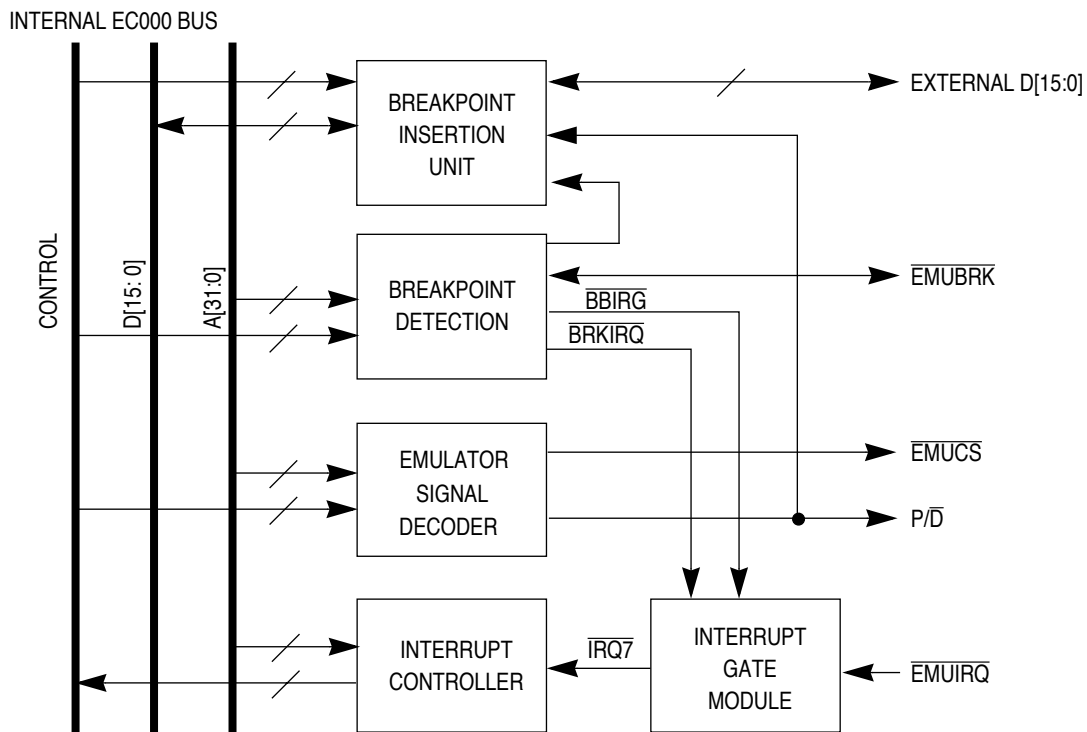 INTERNAL EC000 BUS
CONTROL
D[15: 0]
A[31:0]
BREAKPOINT
INSERTION
UNIT
EXTERNAL D[15:0]
BREAKPOINT
DETECTION
EMUBRK
BBIRG
BRKIRQ
EMULATOR
SIGNAL
DECODER
EMUCS
P/D
INTERRUPT
CONTROLLER
IRQ7
INTERRUPT
GATE
MODULE
EMUIRQ